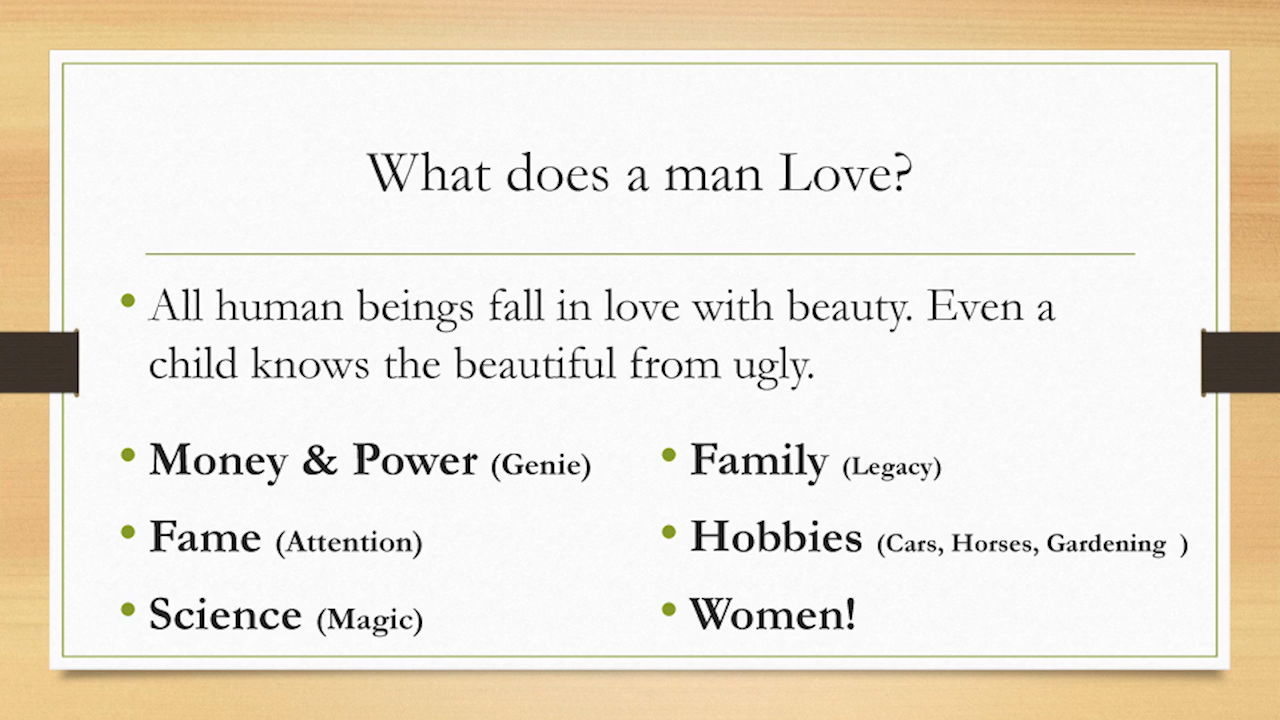 What does a man Love?
• All human beings fall in love with beauty. Even a
child knows the beautiful from ugly.
• Money & Power (Genie)
• Fame (Attention)
• Science (Magic)
• Family (Legacy)
• Hobbies (Cars, Horses, Gardening  )
• Women!